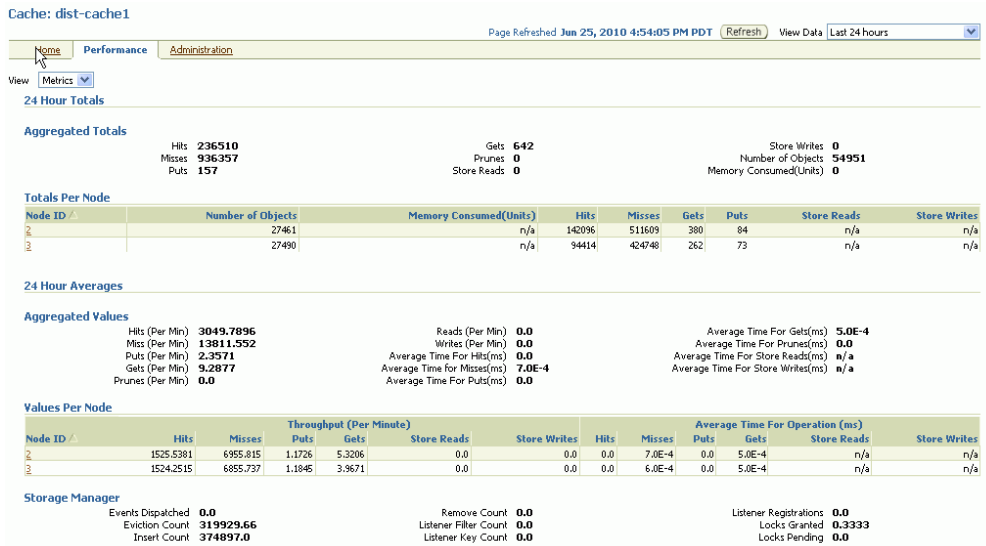 Cache: dist-cache1
Page Refreshed Jun 25, 2010 4:54:05 PM PDT Refresh View Data Last 24 hours
Home Performance Administration
View Metrics
24 Hour Totals
Aggregated Totals
Hits 236510 Gets 642 Store Writes 0
Misses 936357 Prunes 0 Number of Objects 54951
Puts 157 Store Reads 0 Memory Consumed(Units) 0
Totals Per Node
Node ID Number of Objects Memory Consumed(Units) Hits Misses Gets Puts Store Reads Store Writes
2 27461 n/a 142096 511609 380 84 n/a n/a
3 27490 n/a 94414 424748 262 73 n/a n/a
24 Hour Averages
Aggregated Values
Hits (Per Min) 3049.7896 Reads (Per Min) 0.0 Average Time For Gets(ms) 5.0E-4
Miss (Per Min) 13811.552 Writes (Per Min) 0.0 Average Time For Prunes(ms) 0.0
Puts (Per Min) 2.3571 Average Time For Hits(ms) 0.0 Average Time For Store Reads(ms) n/a
Gets (Per Min) 9.2877 Average Time for Misses(ms) 7.0E-4 Average Time For Store Writes(ms) n/a
Prunes (Per Min) 0.0 Average Time For Puts(ms) 0.0
Values Per Node
Throughput (Per Minute) Average Time For Operation (ms)
Node ID Hits Misses Puts Gets Store Reads Store Writes Hits Misses Puts Gets Store Reads Store Writes
2 1525.5381 6955.815 1.1726 5.3206 0.0 0.0 0.0 7.0E-4 0.0 5.0E-4 n/a n/a
3 1524.2515 6855.737 1.1845 3.9671 0.0 0.0 0.0 6.0E-4 0.0 5.0E-4 n/a n/a
Storage Manager
Events Dispatched 0.0 Remove Count 0.0 Listener Registrations 0.0
Eviction Count 319929.66 Listener Filter Count 0.0 Locks Granted 0.3333
Insert Count 374897.0 Listener Key Count 0.0 Locks Pending 0.0